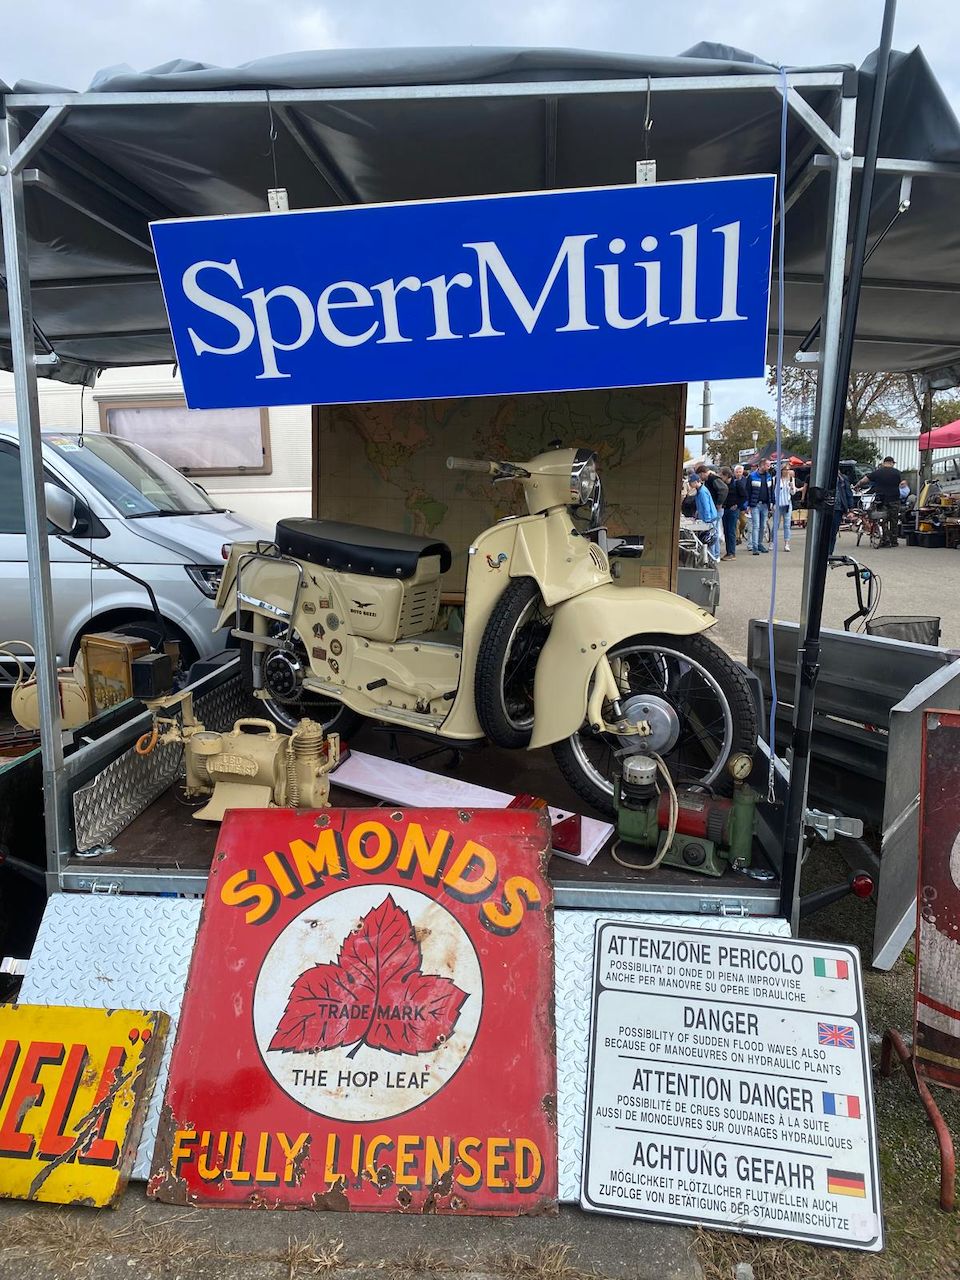 SperrMüll
MOTO GUZZI
SIMONDS
TRADE MARK
THE HOP LEAF
FULLY LICENSED
ATTENZIONE PERICOLO
POSSIBILITA' DI ONDE DI PIENA IMPROVVISE
ANCHE PER MANOVRE SU OPERE IDRAULICHE
DANGER
POSSIBILITY OF SUDDEN FLOOD WAVES ALSO
BECAUSE OF MANOEUVRES ON HYDRAULIC PLANTS
ATTENTION DANGER
POSSIBILITÉ DE CRUES SOUDAINES À LA SUITE
AUSSI DE MONOEUVRES SUR OUVRAGES HYDRAULIQUES
ACHTUNG GEFAHR
MÖGLICHKEIT PLÖTZLICHER FLUTWELLEN AUCH
ZUFOLGE VON BETÄTIGUNG DER STAUDAMMSCHÜTZE